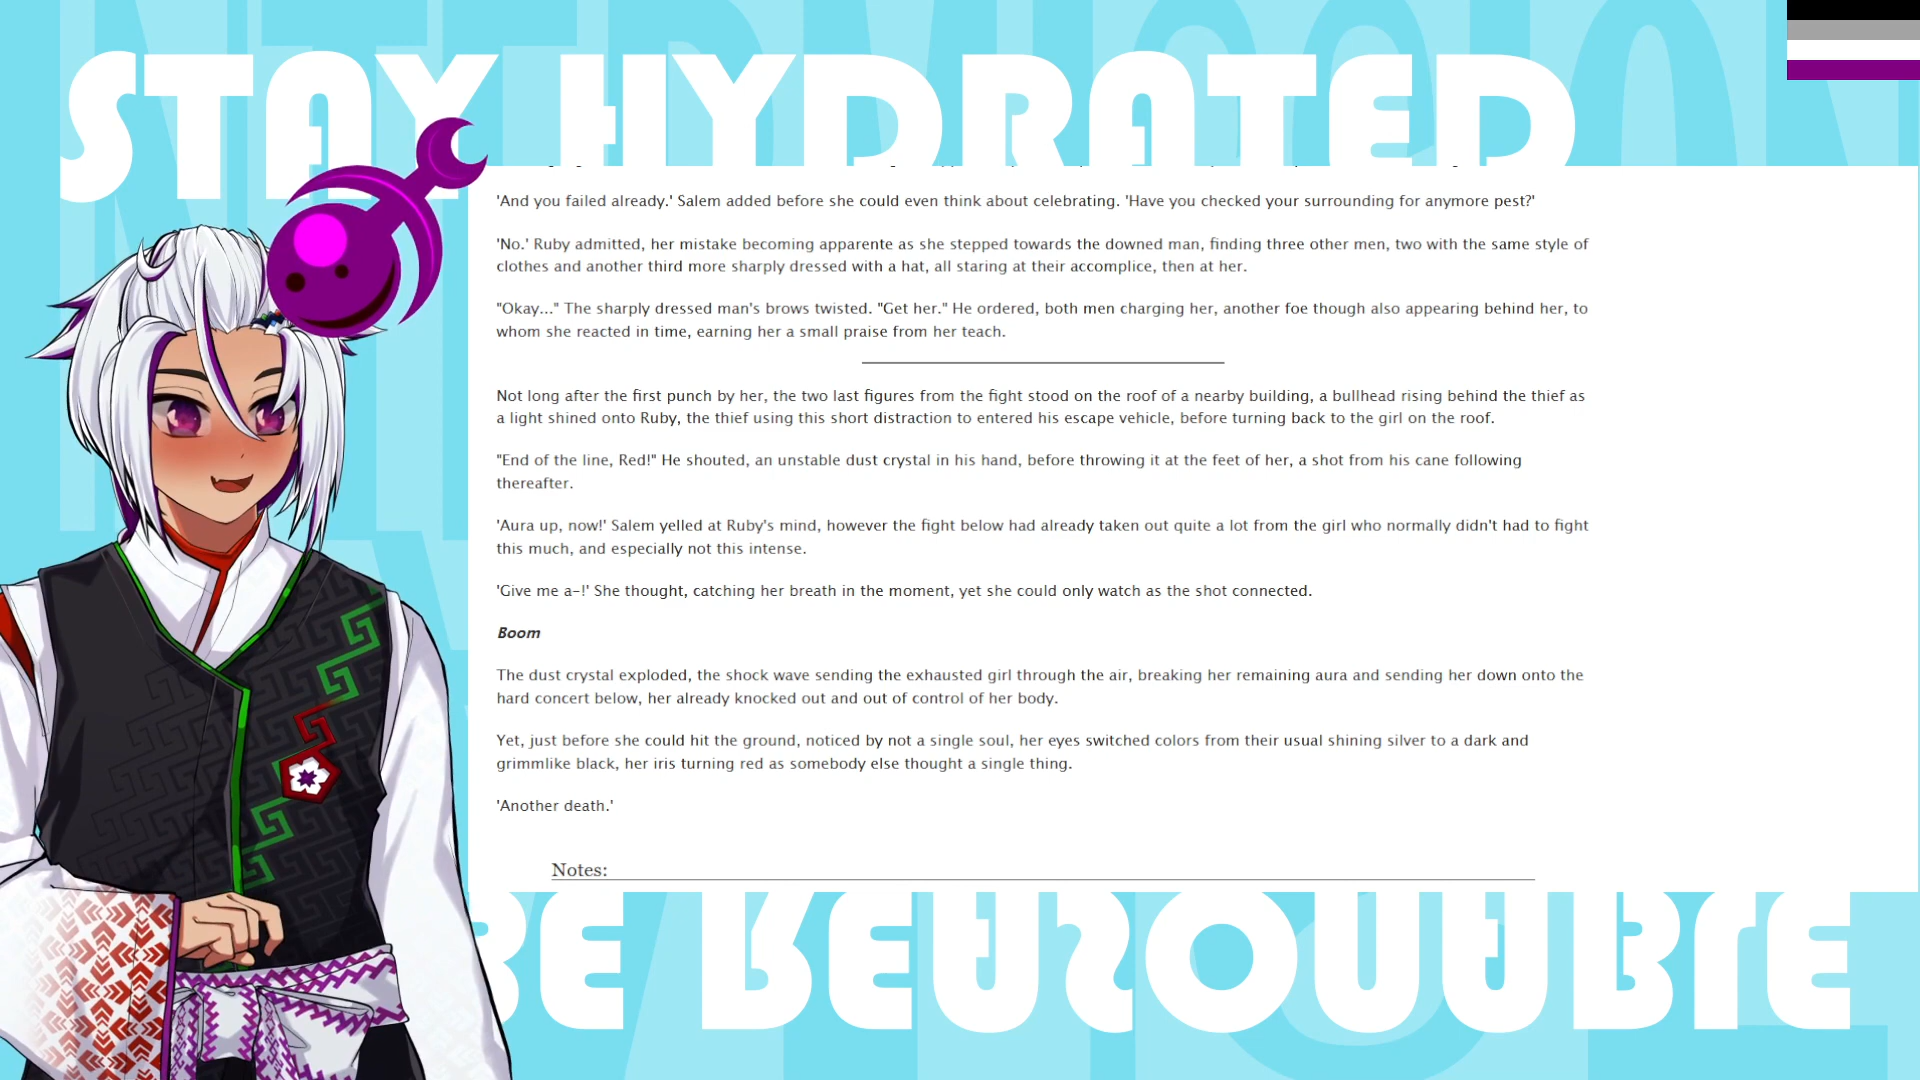 STAY HYDRATED
'And you failed already.' Salem added before she could even think about celebrating. 'Have you checked your surrounding for anymore pest?'
'No.' Ruby admitted, her mistake becoming apparente as she stepped towards the downed man, finding three other men, two with the same style of
clothes and another third more sharply dressed with a hat, all staring at their accomplice, then at her.
"Okay..." The sharply dressed man's brows twisted. "Get her." He ordered, both men charging her, another foe though also appearing behind her, to
whom she reacted in time, earning her a small praise from her teach.
Not long after the first punch by her, the two last figures from the fight stood on the roof of a nearby building, a bullhead rising behind the thief as
a light shined onto Ruby, the thief using this short distraction to entered his escape vehicle, before turning back to the girl on the roof.
"End of the line, Red!" He shouted, an unstable dust crystal in his hand, before throwing it at the feet of her, a shot from his cane following
thereafter.
'Aura up, now!' Salem yelled at Ruby's mind, however the fight below had already taken out quite a lot from the girl who normally didn't had to fight
this much, and especially not this intense.
'Give me a-!' She thought, catching her breath in the moment, yet she could only watch as the shot connected.
Boom
The dust crystal exploded, the shock wave sending the exhausted girl through the air, breaking her remaining aura and sending her down onto the
hard concert below, her already knocked out and out of control of her body.
Yet, just before she could hit the ground, noticed by not a single soul, her eyes switched colors from their usual shining silver to a dark and
grimmlike black, her iris turning red as somebody else thought a single thing.
'Another death.'
Notes:
BE